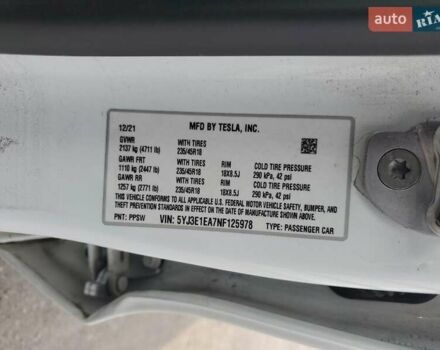 auto RIA
12/21 MFD BY TESLA, INC.
GVWR WITH TIRES
2137 kg (4711 lb) 235/45R18
GAWR FRT WITH TIRES RIM COLD TIRE PRESSURE
1110 kg (2447 lb) 235/45R18 18X8.5J 290 kPa, 42 psi
GAWR RR WITH TIRES RIM COLD TIRE PRESSURE
1257 kg (2771 lb) 235/45R18 18X8.5J 290 kPa, 42 psi
THIS VEHICLE CONFORMS TO ALL APPLICABLE FEDERAL MOTOR VEHICLE SAFETY, BUMPER, AND
THEFT PREVENTION STANDARDS IN EFFECT ON THE DATE OF MANUFACTURE SHOWN ABOVE.
PNT: PPSW VIN: 5YJ3E1EA7NF125978 TYPE: PASSENGER CAR